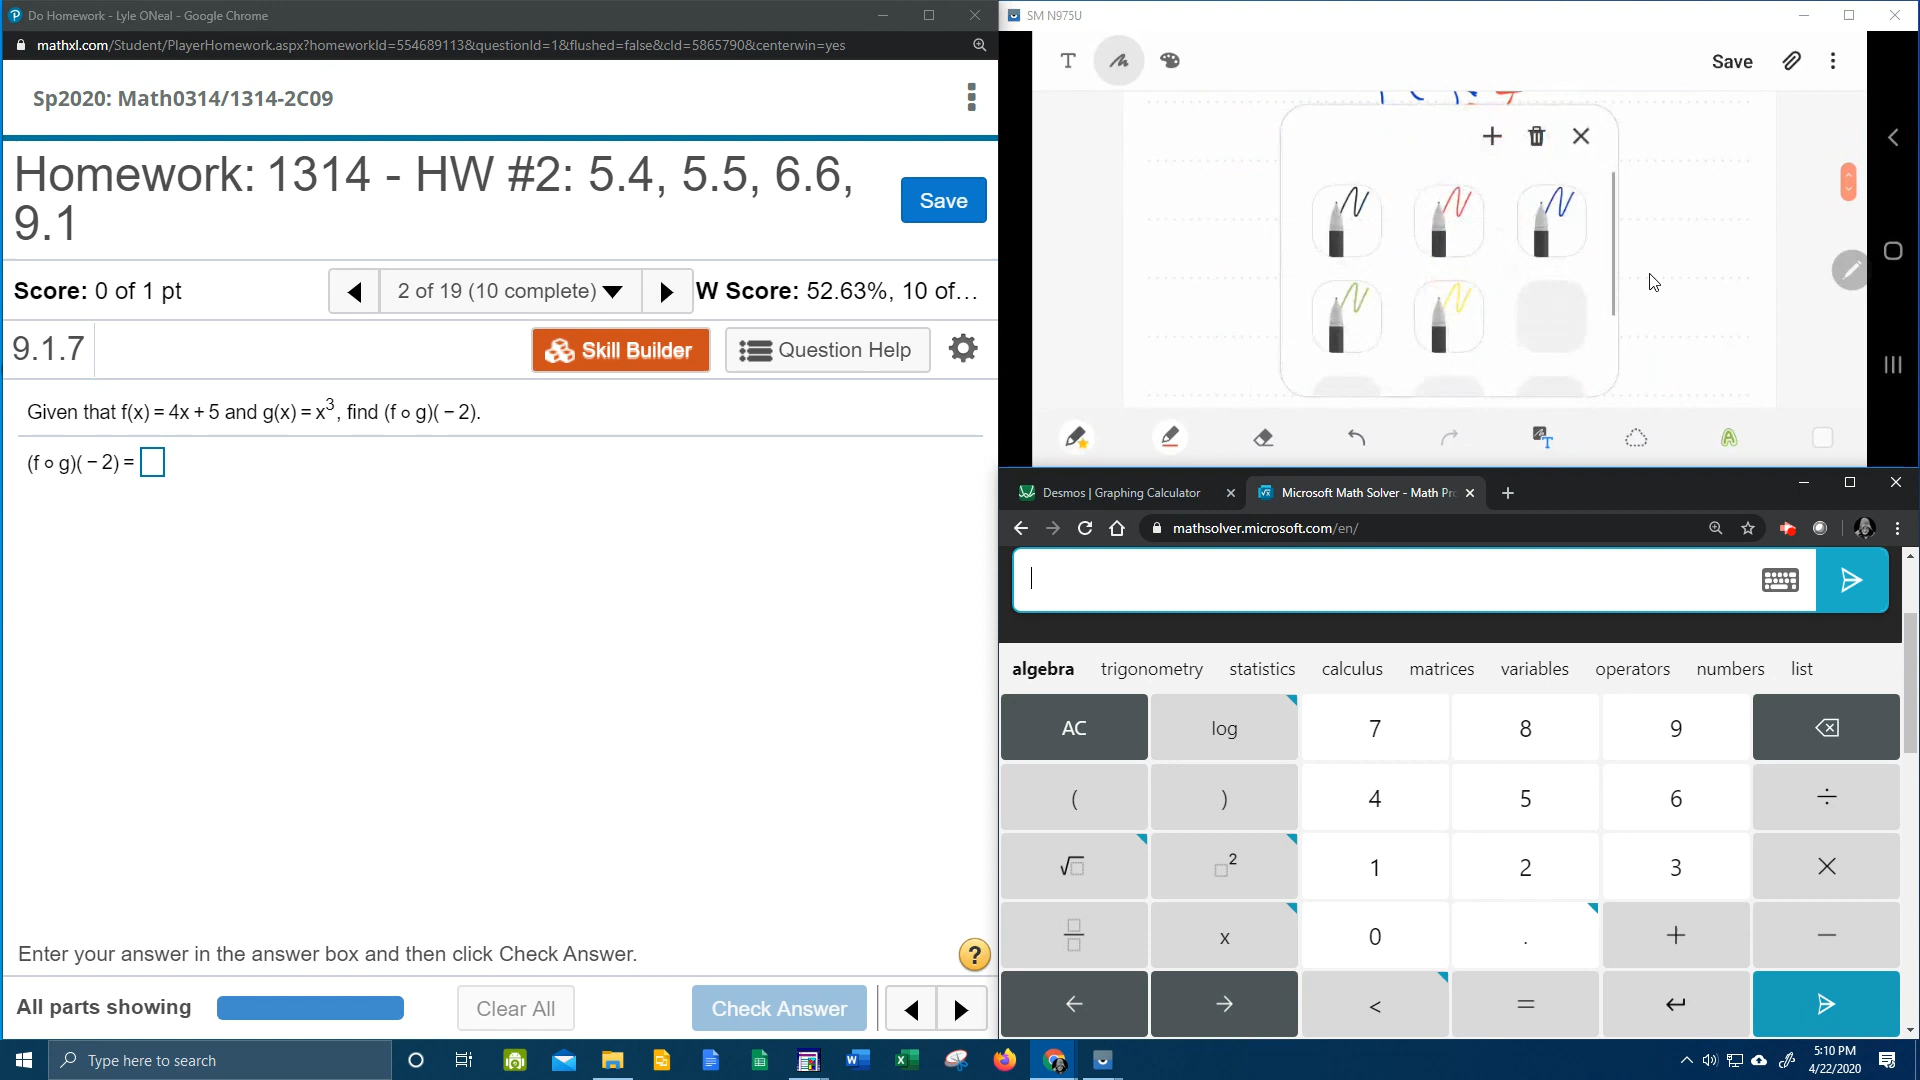 Do Homework - Lyle ONeal - Google Chrome
mathxl.com/Student/PlayerHomework.aspx?homeworkId=554689113&questionId=1&flushed=false&cId=5865790&centerwin=yes
Sp2020: Math0314/1314-2C09
Homework: 1314 - HW #2: 5.4, 5.5, 6.6,
9.1
Save
Score: 0 of 1 pt
2 of 19 (10 complete)
W Score: 52.63%, 10 of...
9.1.7
Skill Builder
Question Help
Given that f(x) = 4x + 5 and g(x) = x³, find (f ∘ g)( − 2).
(f ∘ g)( − 2) =
Enter your answer in the answer box and then click Check Answer.
?
All parts showing
Clear All
Check Answer
SM N975U
T
Save
Desmos | Graphing Calculator
Microsoft Math Solver - Math Pr
mathsolver.microsoft.com/en/
algebra trigonometry statistics calculus matrices variables operators numbers list
AC log 7 8 9
( ) 4 5 6 ÷
√□ □² 1 2 3 ×
x 0 . + −
← → < = ↵
Type here to search
5:10 PM
4/22/2020